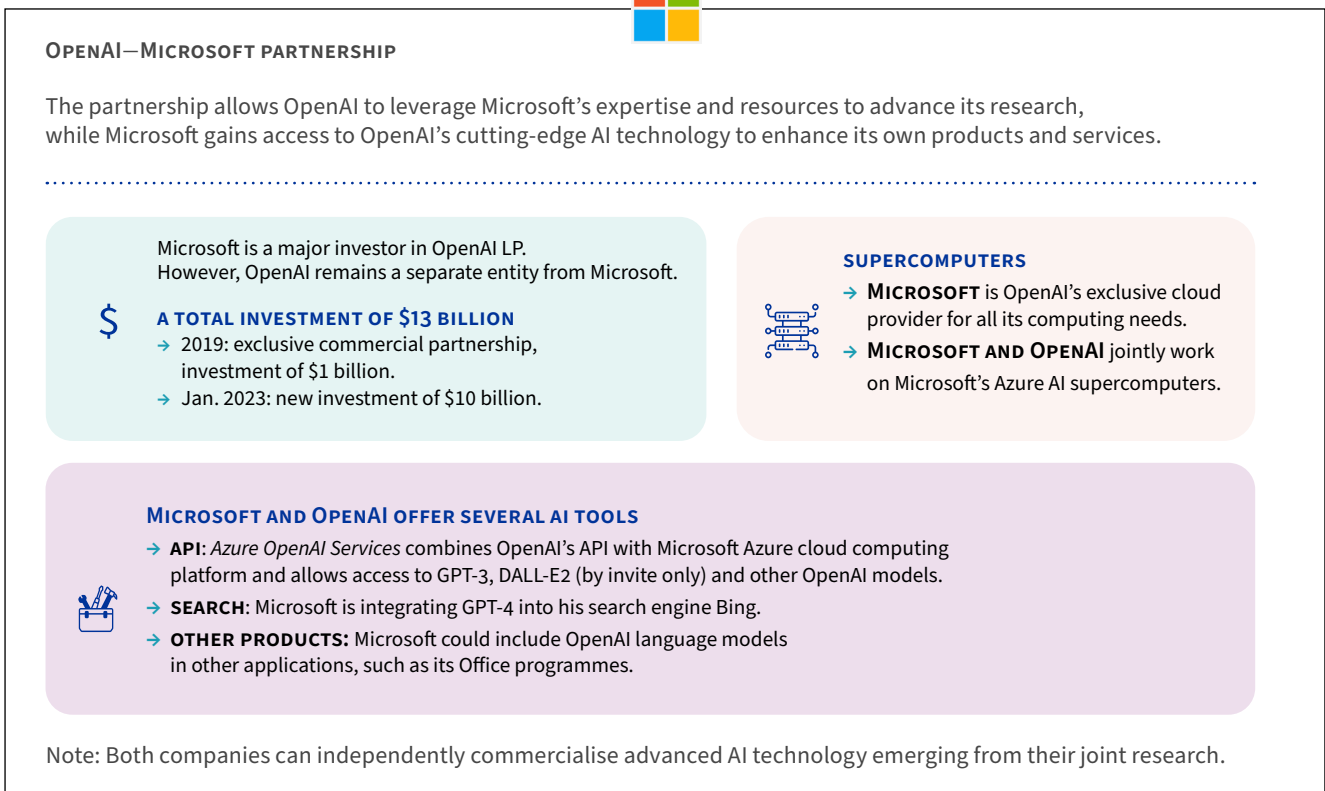 OpenAI—Microsoft partnership
The partnership allows OpenAI to leverage Microsoft’s expertise and resources to advance its research,
while Microsoft gains access to OpenAI’s cutting-edge AI technology to enhance its own products and services.
Microsoft is a major investor in OpenAI LP.
However, OpenAI remains a separate entity from Microsoft.
$
a total investment of $13 billion
→ 2019: exclusive commercial partnership,
investment of $1 billion.
→ Jan. 2023: new investment of $10 billion.
supercomputers
→ Microsoft is OpenAI’s exclusive cloud
provider for all its computing needs.
→ Microsoft and OpenAI jointly work
on Microsoft’s Azure AI supercomputers.
Microsoft and OpenAI offer several ai tools
→ api: Azure OpenAI Services combines OpenAI’s API with Microsoft Azure cloud computing
platform and allows access to GPT-3, DALL-E2 (by invite only) and other OpenAI models.
→ search: Microsoft is integrating GPT-4 into his search engine Bing.
→ other products: Microsoft could include OpenAI language models
in other applications, such as its Office programmes.
Note: Both companies can independently commercialise advanced AI technology emerging from their joint research.